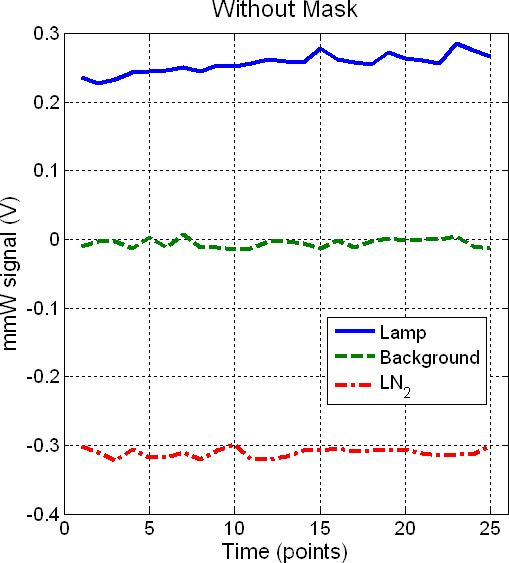 Without Mask
mmW signal (V)
0.3
0.2
0.1
0
-0.1
-0.2
-0.3
-0.4
Lamp
Background
LN2
0 5 10 15 20 25
Time (points)